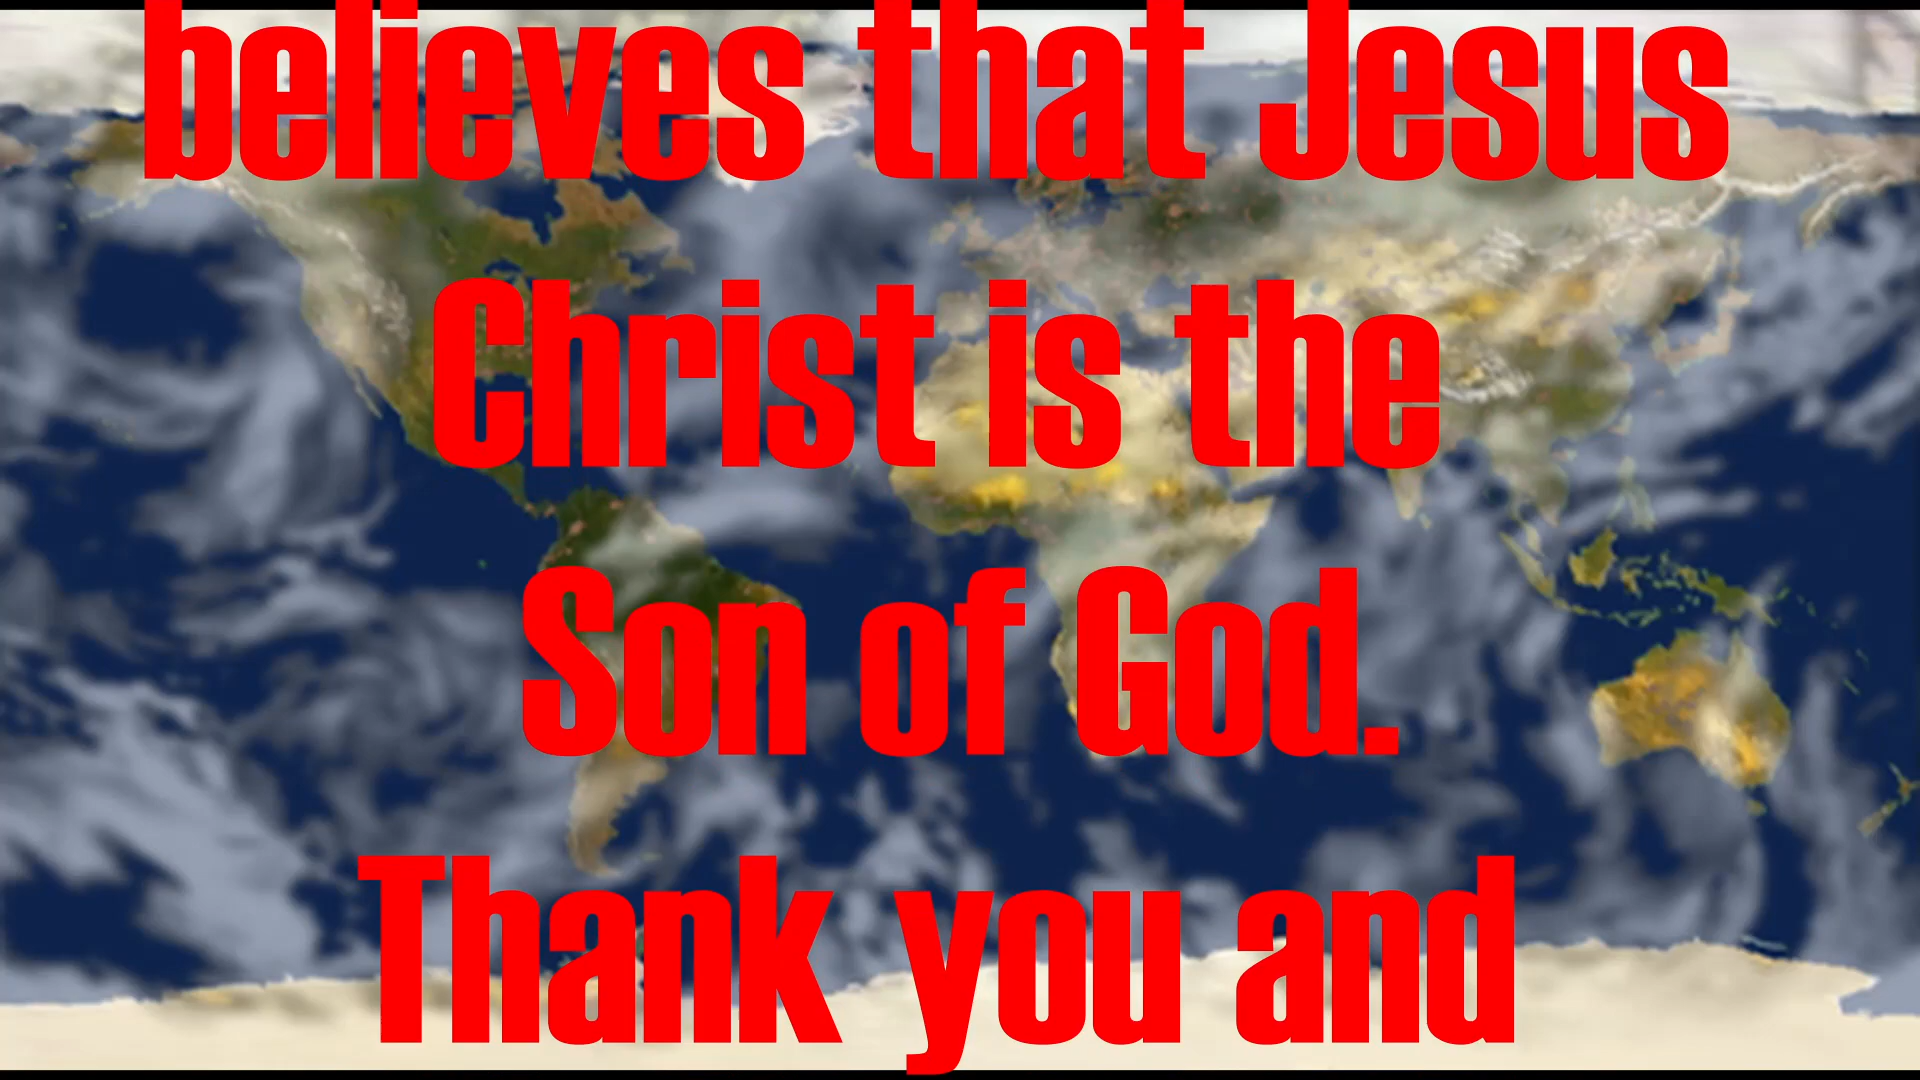 believes that Jesus
Christ is the
Son of God.
Thank you and